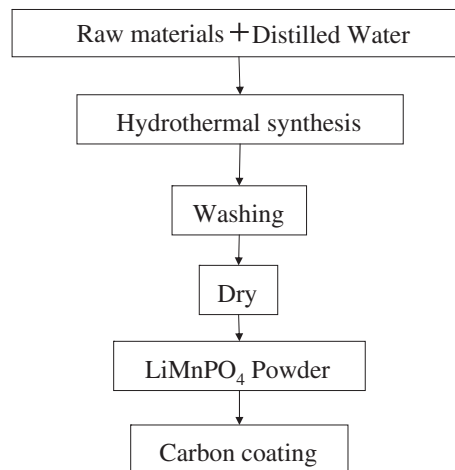 Raw materials + Distilled Water
Hydrothermal synthesis
Washing
Dry
LiMnPO₄ Powder
Carbon coating